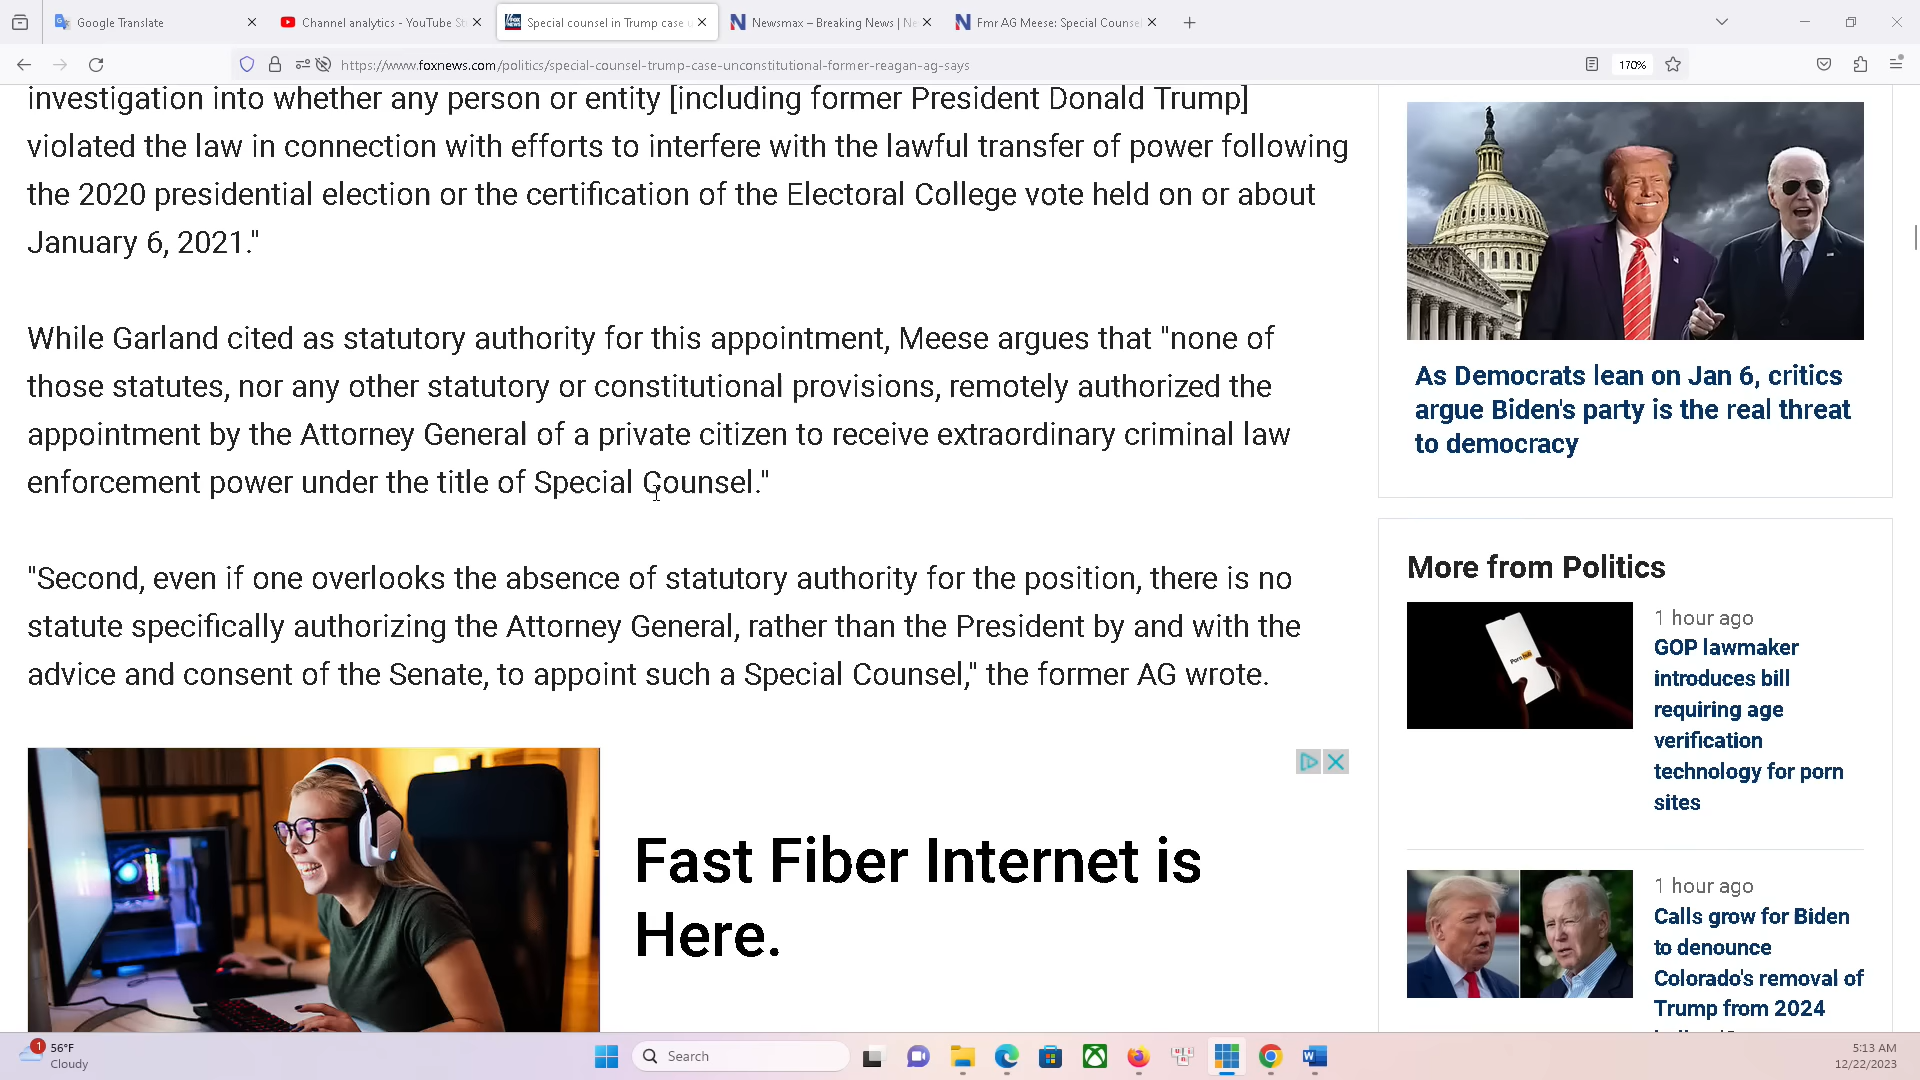 Google Translate
Channel analytics - YouTube St
Special counsel in Trump case u
Newsmax – Breaking News | Ne
Fmr AG Meese: Special Counsel
https://www.foxnews.com/politics/special-counsel-trump-case-unconstitutional-former-reagan-ag-says
170%
investigation into whether any person or entity [including former President Donald Trump]
violated the law in connection with efforts to interfere with the lawful transfer of power following
the 2020 presidential election or the certification of the Electoral College vote held on or about
January 6, 2021."
While Garland cited as statutory authority for this appointment, Meese argues that "none of
those statutes, nor any other statutory or constitutional provisions, remotely authorized the
appointment by the Attorney General of a private citizen to receive extraordinary criminal law
enforcement power under the title of Special Counsel."
"Second, even if one overlooks the absence of statutory authority for the position, there is no
statute specifically authorizing the Attorney General, rather than the President by and with the
advice and consent of the Senate, to appoint such a Special Counsel," the former AG wrote.
Fast Fiber Internet is
Here.
As Democrats lean on Jan 6, critics
argue Biden's party is the real threat
to democracy
More from Politics
Porn hub
1 hour ago
GOP lawmaker
introduces bill
requiring age
verification
technology for porn
sites
1 hour ago
Calls grow for Biden
to denounce
Colorado's removal of
Trump from 2024
1
56°F
Cloudy
Search
5:13 AM
12/22/2023